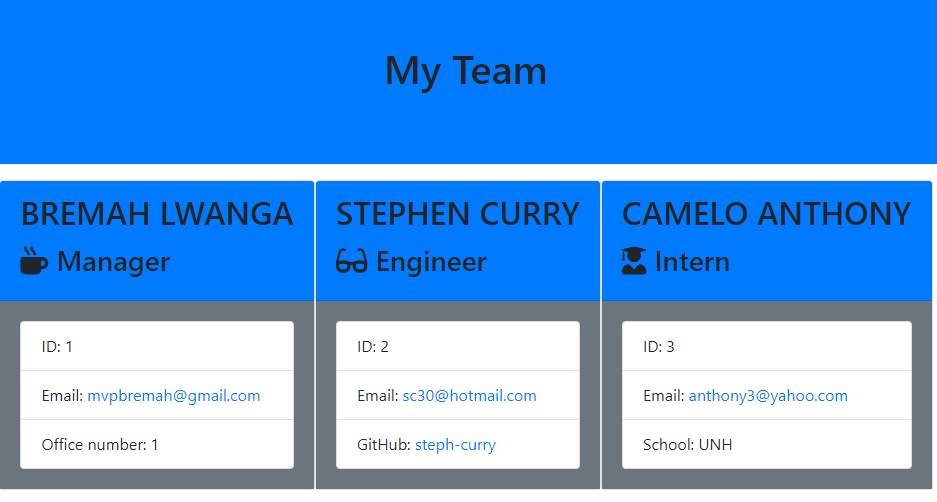 My Team
BREMAH LWANGA
Manager
ID: 1
Email: mvpbremah@gmail.com
Office number: 1
STEPHEN CURRY
Engineer
ID: 2
Email: sc30@hotmail.com
GitHub: steph-curry
CAMELO ANTHONY
Intern
ID: 3
Email: anthony3@yahoo.com
School: UNH